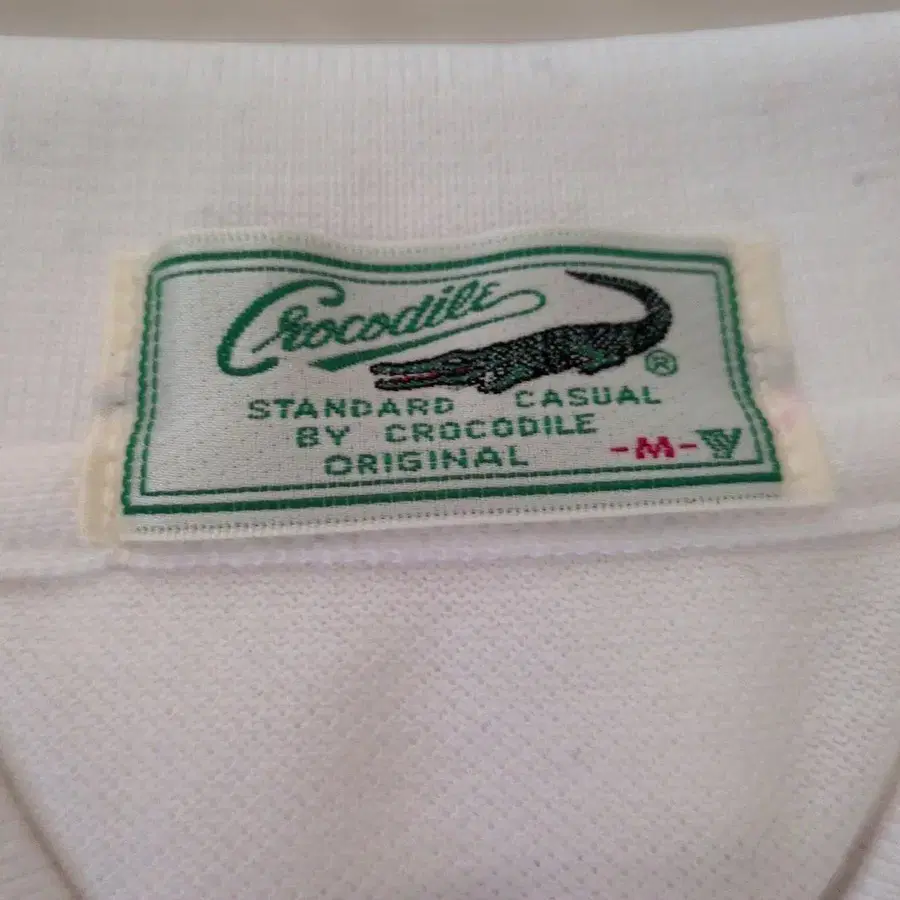 Crocodile
®
STANDARD CASUAL
BY CROCODILE
ORIGINAL -M-